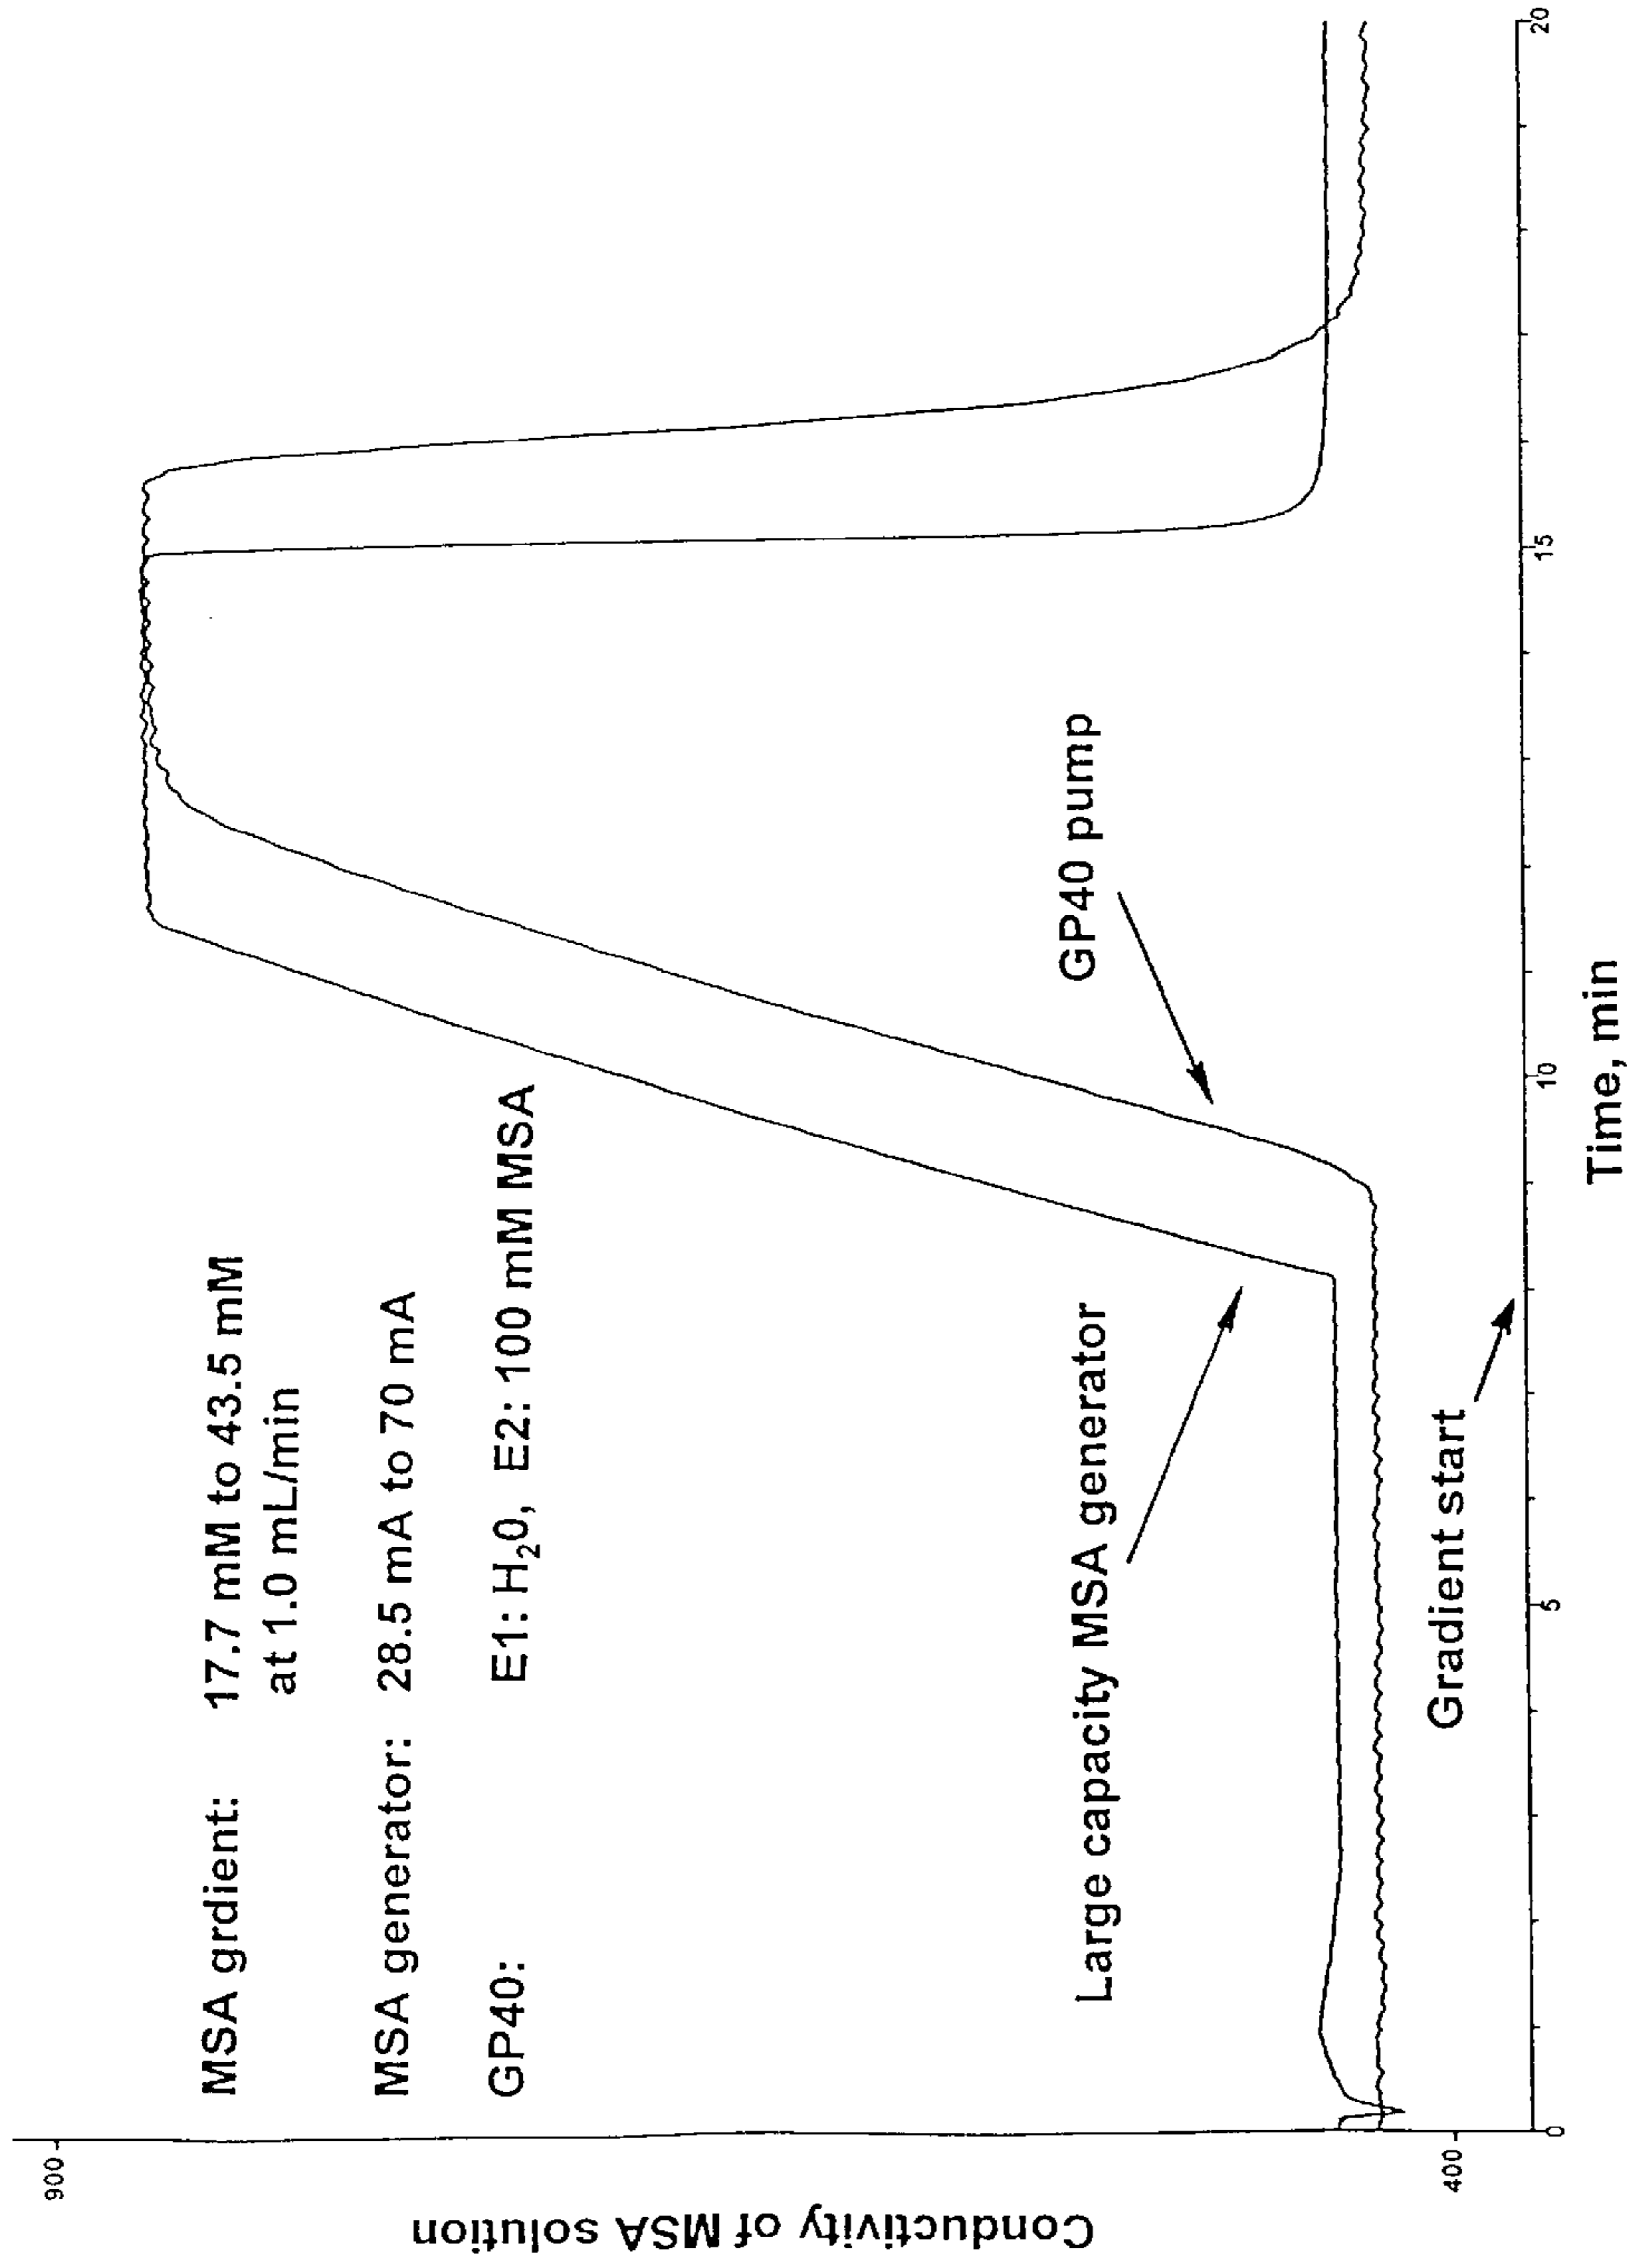 900
400
Conductivity of MSA solution
MSA grdient: 17.7 mM to 43.5 mM
at 1.0 mL/min
MSA generator: 28.5 mA to 70 mA
GP40: E1: H₂0, E2: 100 mM MSA
Large capacity MSA generator
GP40 pump
Gradient start
0 5 10 15 20
Time, min